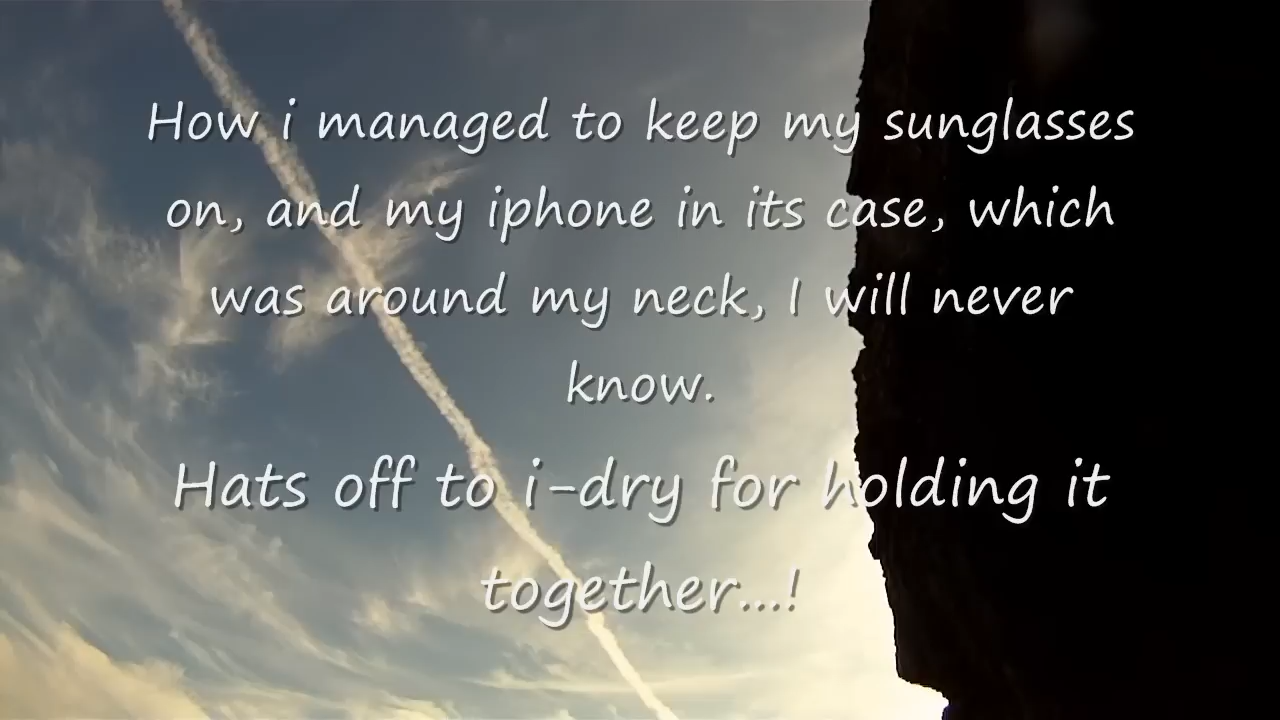 How i managed to keep my sunglasses
on, and my iphone in its case, which
was around my neck, I will never
know.
Hats off to i-dry for holding it
together...!